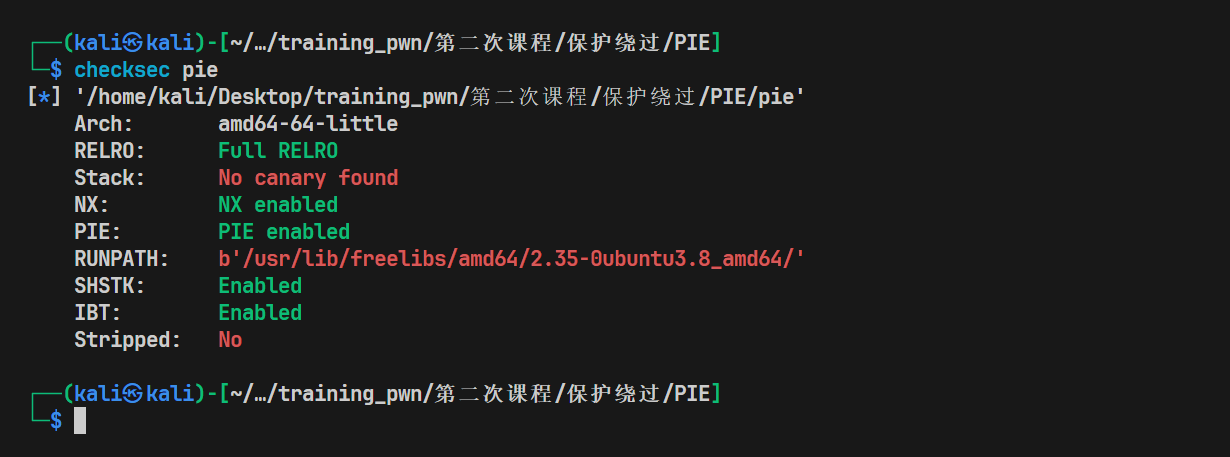 ┌──(kali㉿kali)-[~/…/training_pwn/第二次课程/保护绕过/PIE]
└─$ checksec pie
[*] '/home/kali/Desktop/training_pwn/第二次课程/保护绕过/PIE/pie'
    Arch:       amd64-64-little
    RELRO:      Full RELRO
    Stack:      No canary found
    NX:         NX enabled
    PIE:        PIE enabled
    RUNPATH:    b'/usr/lib/freelibs/amd64/2.35-0ubuntu3.8_amd64/'
    SHSTK:      Enabled
    IBT:        Enabled
    Stripped:   No
┌──(kali㉿kali)-[~/…/training_pwn/第二次课程/保护绕过/PIE]
└─$